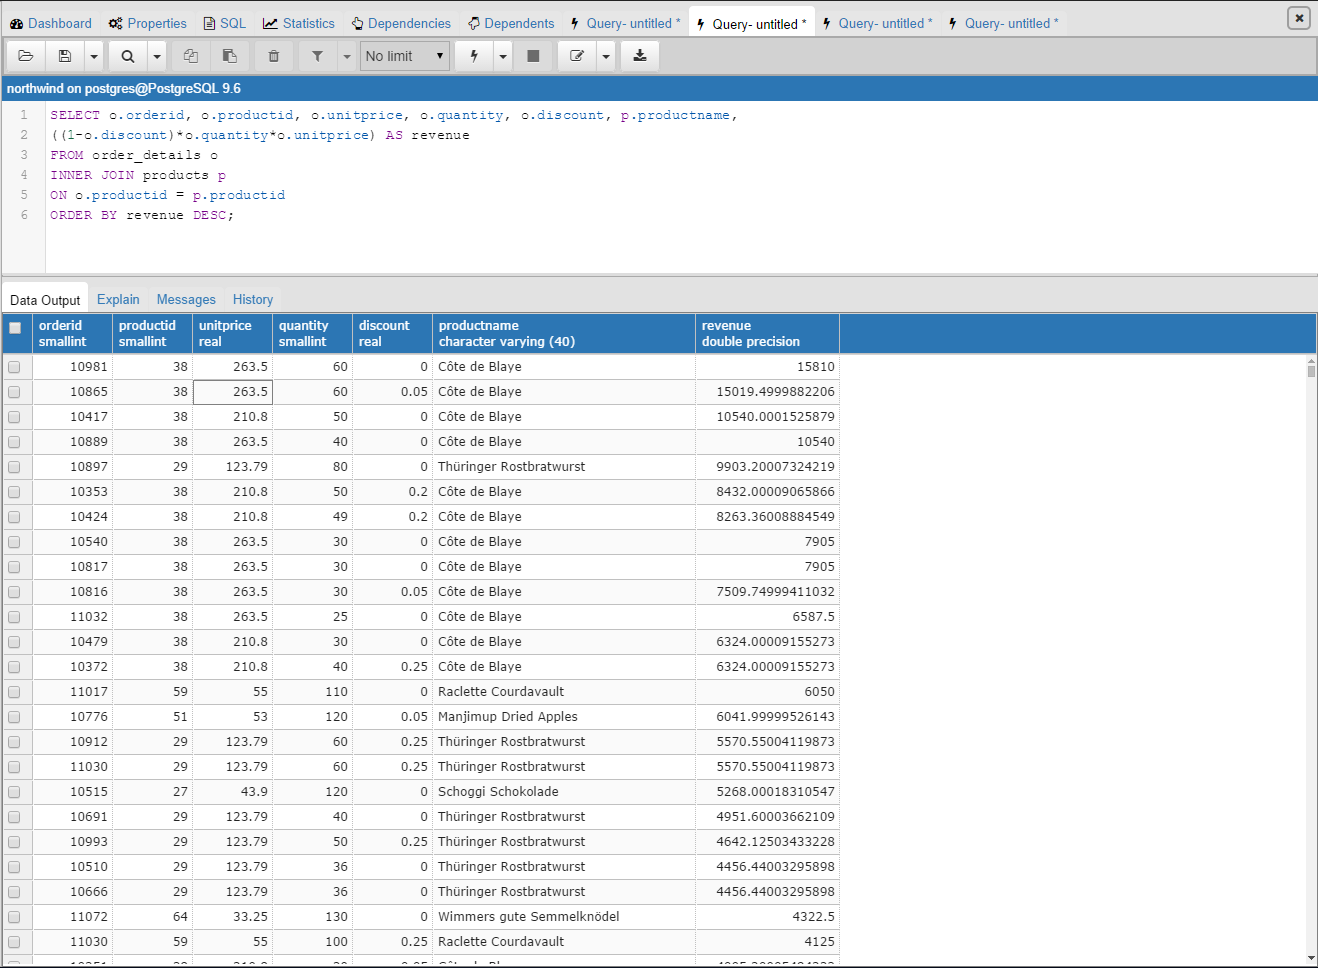 Dashboard Properties SQL Statistics Dependencies Dependents Query- untitled * Query- untitled * Query- untitled * Query- untitled *
No limit
northwind on postgres@PostgreSQL 9.6
1 SELECT o.orderid, o.productid, o.unitprice, o.quantity, o.discount, p.productname,
2 ((1-o.discount)*o.quantity*o.unitprice) AS revenue
3 FROM order_details o
4 INNER JOIN products p
5 ON o.productid = p.productid
6 ORDER BY revenue DESC;
Data Output Explain Messages History
orderid productid unitprice quantity discount productname revenue
smallint smallint real smallint real character varying (40) double precision
10981 38 263.5 60 0 Côte de Blaye 15810
10865 38 263.5 60 0.05 Côte de Blaye 15019.4999882206
10417 38 210.8 50 0 Côte de Blaye 10540.0001525879
10889 38 263.5 40 0 Côte de Blaye 10540
10897 29 123.79 80 0 Thüringer Rostbratwurst 9903.20007324219
10353 38 210.8 50 0.2 Côte de Blaye 8432.00009065866
10424 38 210.8 49 0.2 Côte de Blaye 8263.36008884549
10540 38 263.5 30 0 Côte de Blaye 7905
10817 38 263.5 30 0 Côte de Blaye 7905
10816 38 263.5 30 0.05 Côte de Blaye 7509.74999411032
11032 38 263.5 25 0 Côte de Blaye 6587.5
10479 38 210.8 30 0 Côte de Blaye 6324.00009155273
10372 38 210.8 40 0.25 Côte de Blaye 6324.00009155273
11017 59 55 110 0 Raclette Courdavault 6050
10776 51 53 120 0.05 Manjimup Dried Apples 6041.99999526143
10912 29 123.79 60 0.25 Thüringer Rostbratwurst 5570.55004119873
11030 29 123.79 60 0.25 Thüringer Rostbratwurst 5570.55004119873
10515 27 43.9 120 0 Schoggi Schokolade 5268.00018310547
10691 29 123.79 40 0 Thüringer Rostbratwurst 4951.60003662109
10993 29 123.79 50 0.25 Thüringer Rostbratwurst 4642.12503433228
10510 29 123.79 36 0 Thüringer Rostbratwurst 4456.44003295898
10666 29 123.79 36 0 Thüringer Rostbratwurst 4456.44003295898
11072 64 33.25 130 0 Wimmers gute Semmelknödel 4322.5
11030 59 55 100 0.25 Raclette Courdavault 4125